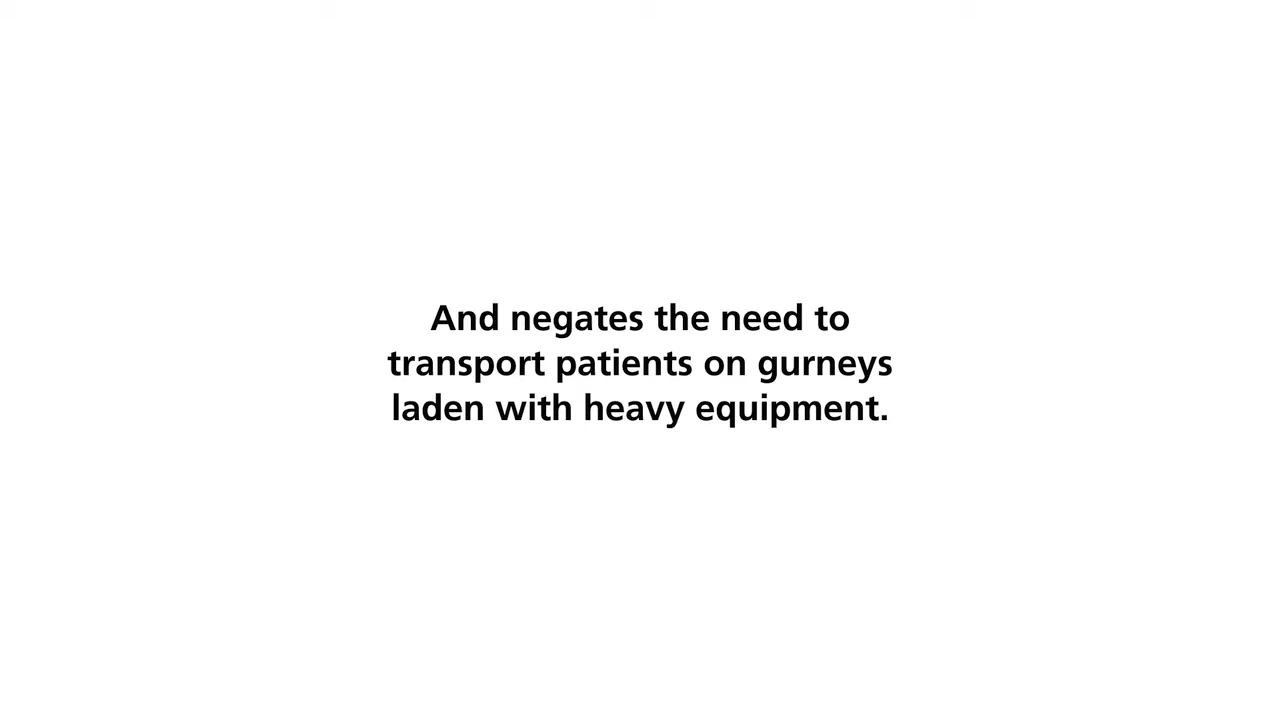 And negates the need to
transport patients on gurneys
laden with heavy equipment.